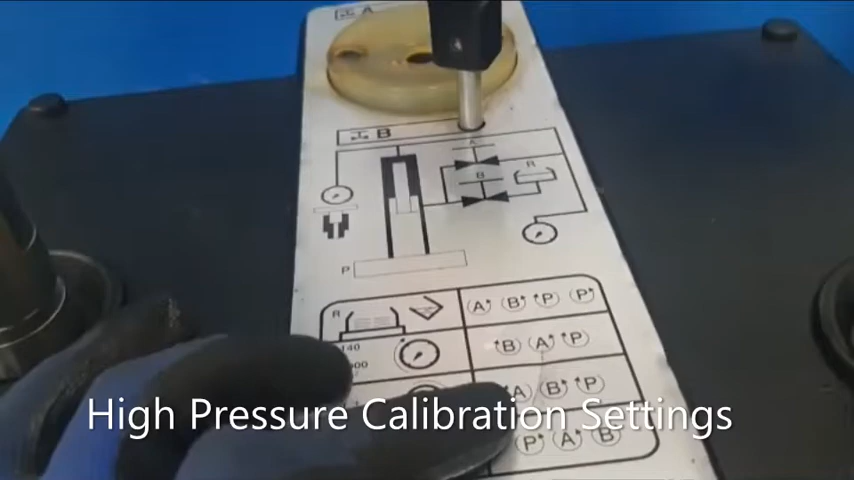 A
B
A
B
R
P
R
A B P P
B A P
140
A B P
High Pressure Calibration Settings
P A B